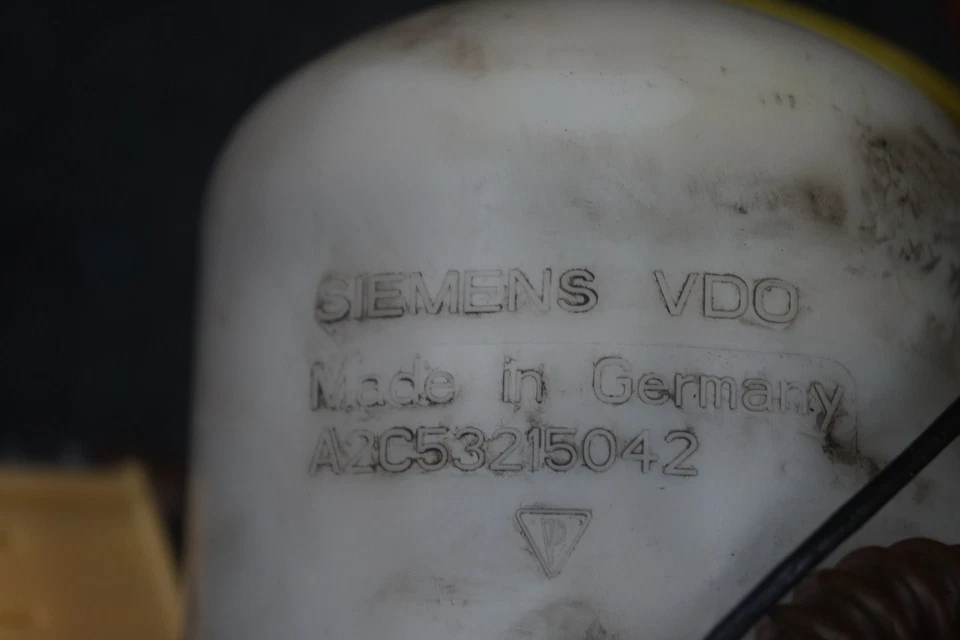 SIEMENS VDO
Made in Germany
A2C53215042